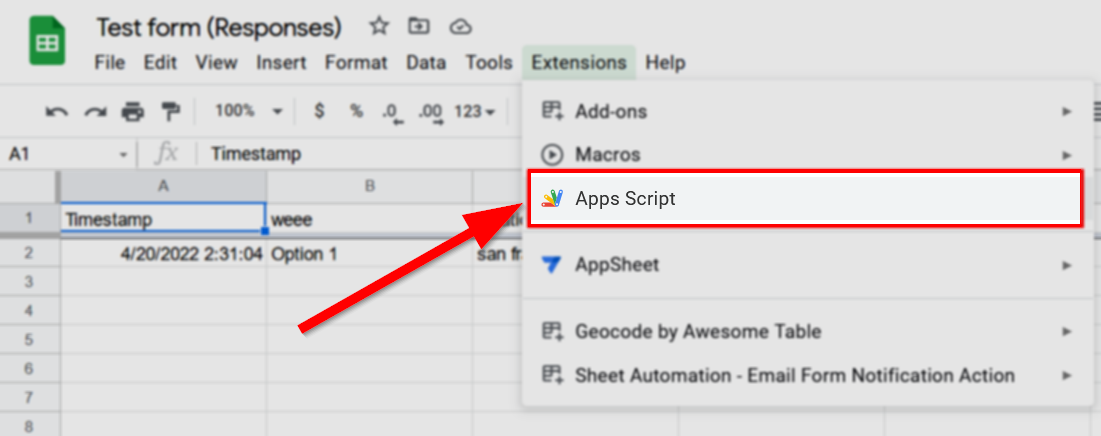 Test form (Responses)
File Edit View Insert Format Data Tools Extensions Help
100% $ % .0 .00 123
A1 fx Timestamp
A B
1 Timestamp weee
2 4/20/2022 2:31:04 Option 1 san fr
3
4
5
6
7
8
Add-ons
Macros
Apps Script
AppSheet
Geocode by Awesome Table
Sheet Automation - Email Form Notification Action